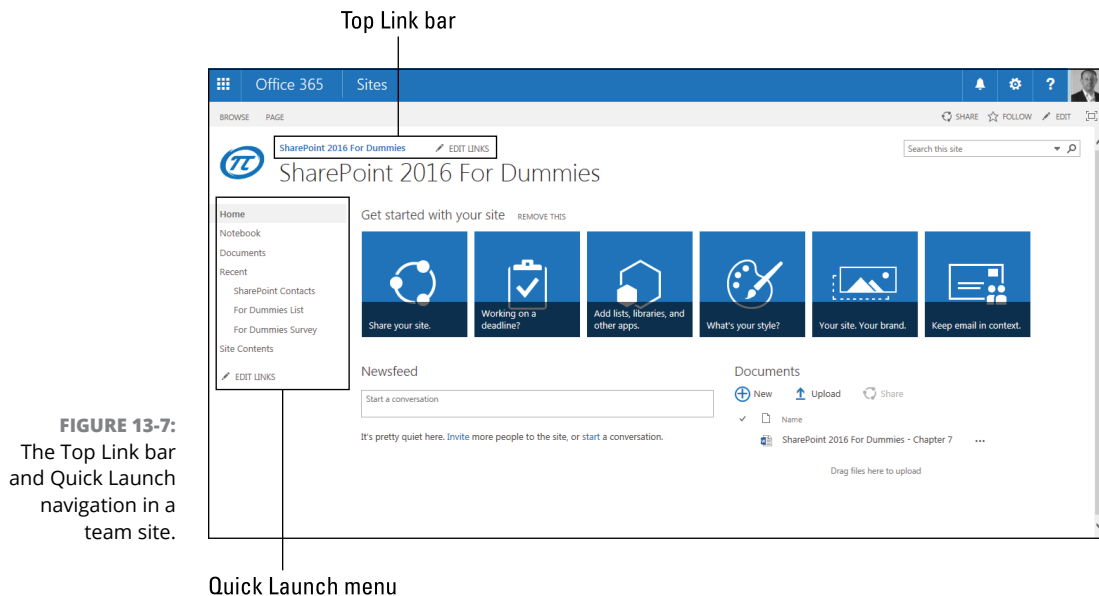 Top Link bar
Office 365
Sites
?
BROWSE
PAGE
SHARE
FOLLOW
EDIT
SharePoint 2016 For Dummies
EDIT LINKS
Search this site
SharePoint 2016 For Dummies
Home
Notebook
Documents
Recent
SharePoint Contacts
For Dummies List
For Dummies Survey
Site Contents
EDIT LINKS
Get started with your site
REMOVE THIS
Share your site.
Working on a
deadline?
Add lists, libraries, and
other apps.
What's your style?
Your site. Your brand.
Keep email in context.
Newsfeed
Start a conversation
It's pretty quiet here. Invite more people to the site, or start a conversation.
Documents
New
Upload
Share
Name
SharePoint 2016 For Dummies - Chapter 7
...
Drag files here to upload
FIGURE 13-7:
The Top Link bar
and Quick Launch
navigation in a
team site.
Quick Launch menu